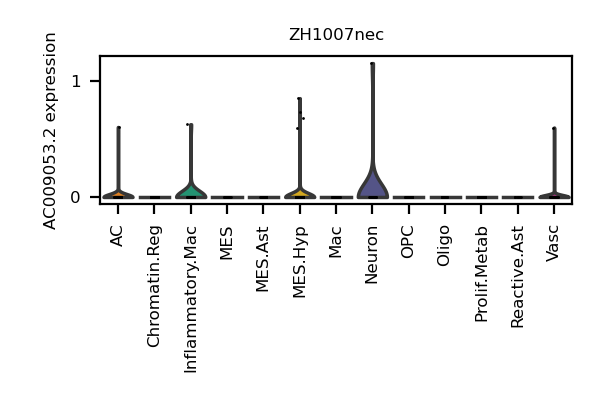 ZH1007nec
AC009053.2 expression
1
0
AC
Chromatin.Reg
Inflammatory.Mac
MES
MES.Ast
MES.Hyp
Mac
Neuron
OPC
Oligo
Prolif.Metab
Reactive.Ast
Vasc